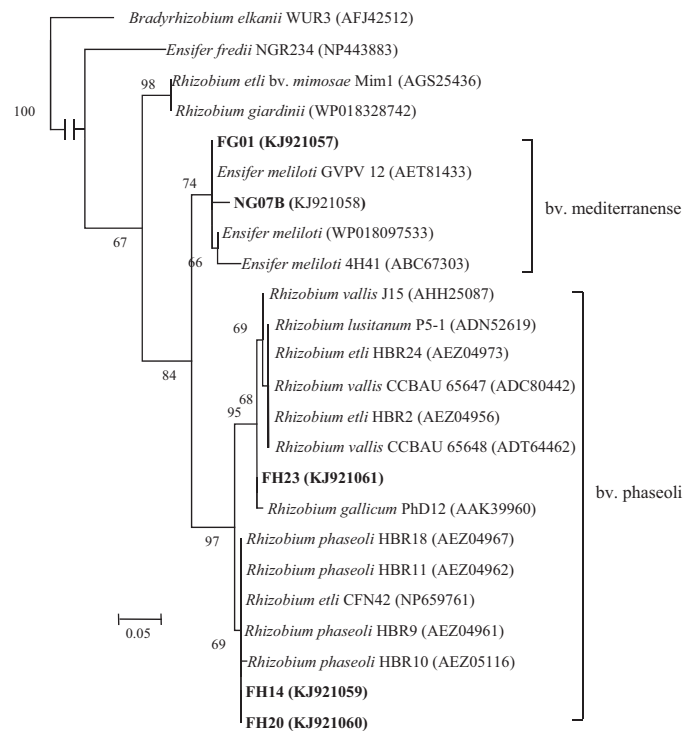 Bradyrhizobium elkanii WUR3 (AFJ42512)
Ensifer fredii NGR234 (NP443883)
98
Rhizobium etli bv. mimosae Mim1 (AGS25436)
100
Rhizobium giardinii (WP018328742)
FG01 (KJ921057)
Ensifer meliloti GVPV 12 (AET81433)
74
NG07B (KJ921058)
bv. mediterranense
67
Ensifer meliloti (WP018097533)
66
Ensifer meliloti 4H41 (ABC67303)
Rhizobium vallis J15 (AHH25087)
69
Rhizobium lusitanum P5-1 (ADN52619)
Rhizobium etli HBR24 (AEZ04973)
84
Rhizobium vallis CCBAU 65647 (ADC80442)
68
95
Rhizobium etli HBR2 (AEZ04956)
Rhizobium vallis CCBAU 65648 (ADT64462)
FH23 (KJ921061)
bv. phaseoli
Rhizobium gallicum PhD12 (AAK39960)
97
Rhizobium phaseoli HBR18 (AEZ04967)
Rhizobium phaseoli HBR11 (AEZ04962)
Rhizobium etli CFN42 (NP659761)
0.05
Rhizobium phaseoli HBR9 (AEZ04961)
69
Rhizobium phaseoli HBR10 (AEZ05116)
FH14 (KJ921059)
FH20 (KJ921060)